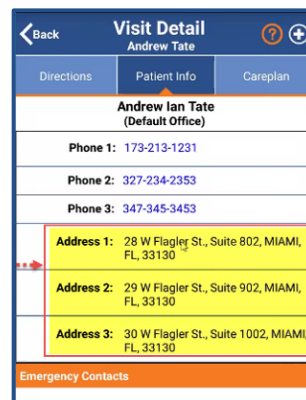 Back
Visit Detail
Andrew Tate
?
Directions
Patient Info
Careplan
Andrew Ian Tate
(Default Office)
Phone 1: 173-213-1231
Phone 2: 327-234-2353
Phone 3: 347-345-3453
Address 1: 28 W Flagler St., Suite 802, MIAMI,
FL, 33130
Address 2: 29 W Flagler St., Suite 902, MIAMI,
FL, 33130
Address 3: 30 W Flagler St., Suite 1002, MIAMI,
FL, 33130
Emergency Contacts